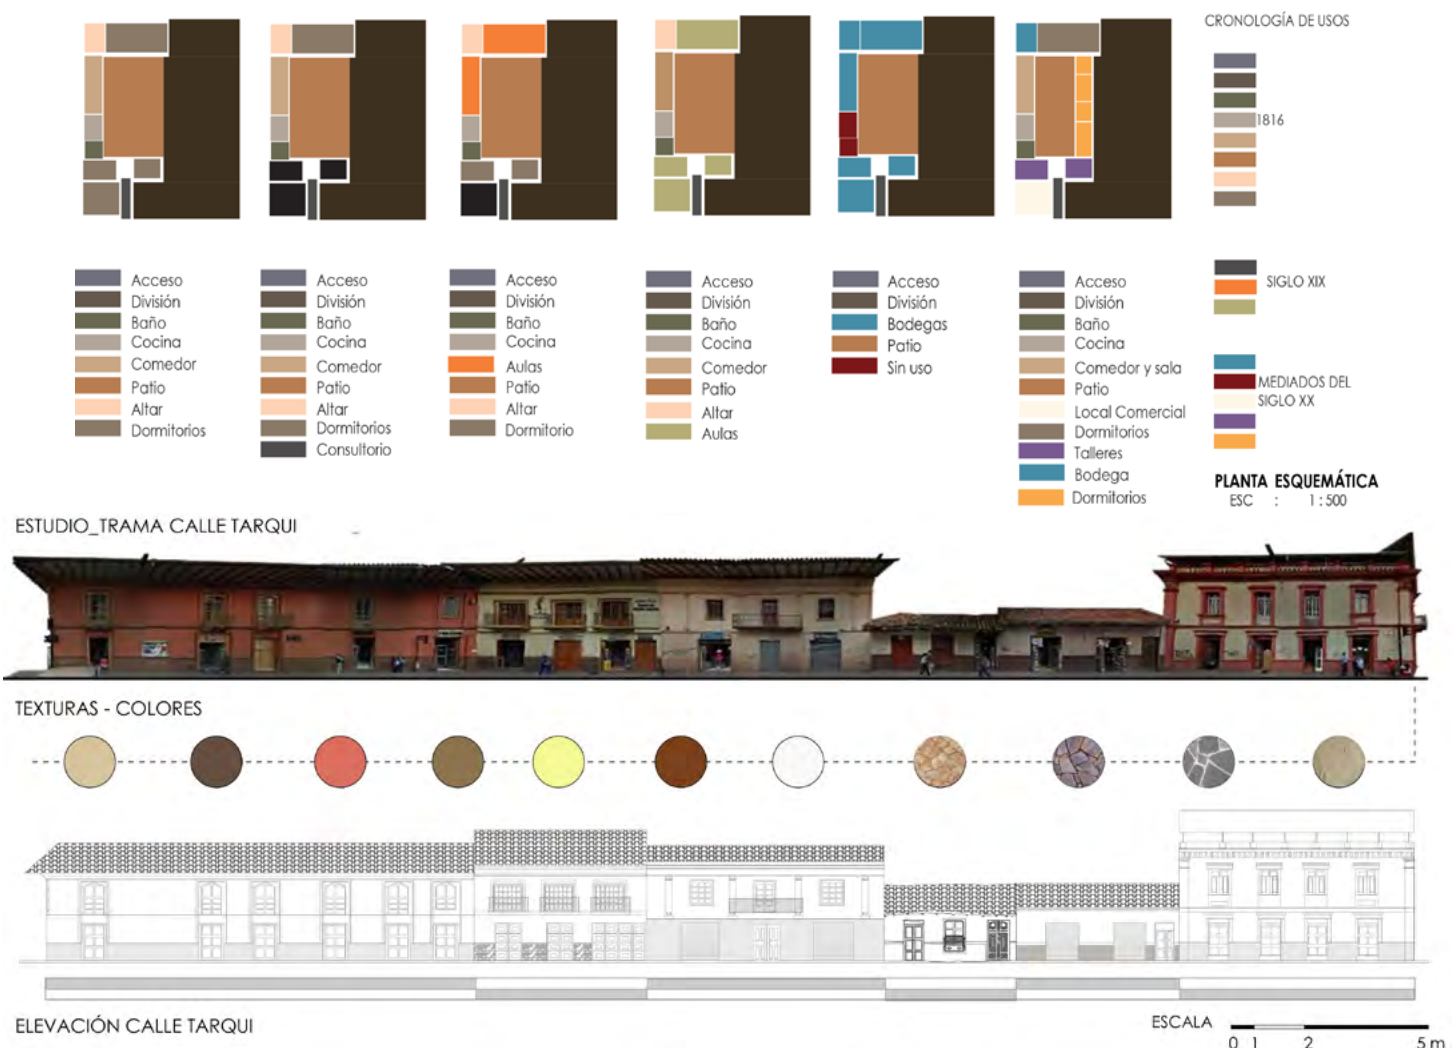 CRONOLOGÍA DE USOS
1816
SIGLO XIX
MEDIADOS DEL
SIGLO XX
PLANTA ESQUEMÁTICA
ESC : 1 : 500
Acceso
División
Baño
Cocina
Comedor
Patio
Altar
Dormitorios
Acceso
División
Baño
Cocina
Comedor
Patio
Altar
Dormitorios
Consultorio
Acceso
División
Baño
Cocina
Aulas
Patio
Altar
Dormitorio
Acceso
División
Baño
Cocina
Comedor
Patio
Altar
Aulas
Acceso
División
Bodegas
Patio
Sin uso
Acceso
División
Baño
Cocina
Comedor y sala
Patio
Local Comercial
Dormitorios
Talleres
Bodega
Dormitorios
ESTUDIO_TRAMA CALLE TARQUI
TEXTURAS - COLORES
ELEVACIÓN CALLE TARQUI
ESCALA
0 1 2 5 m